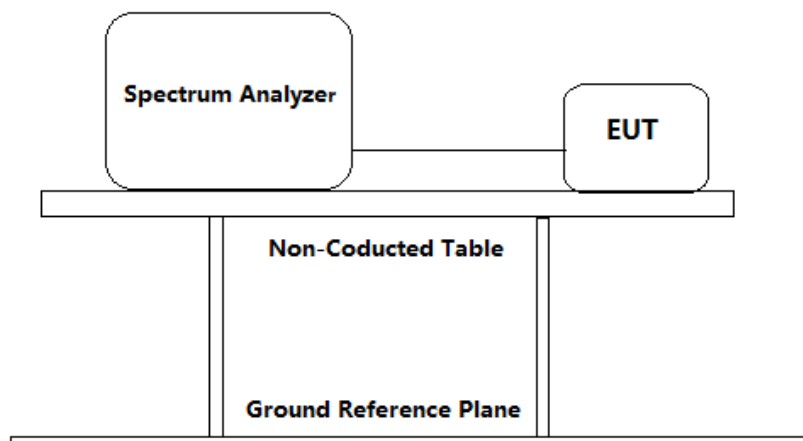 Spectrum Analyzer
EUT
Non-Coducted Table
Ground Reference Plane